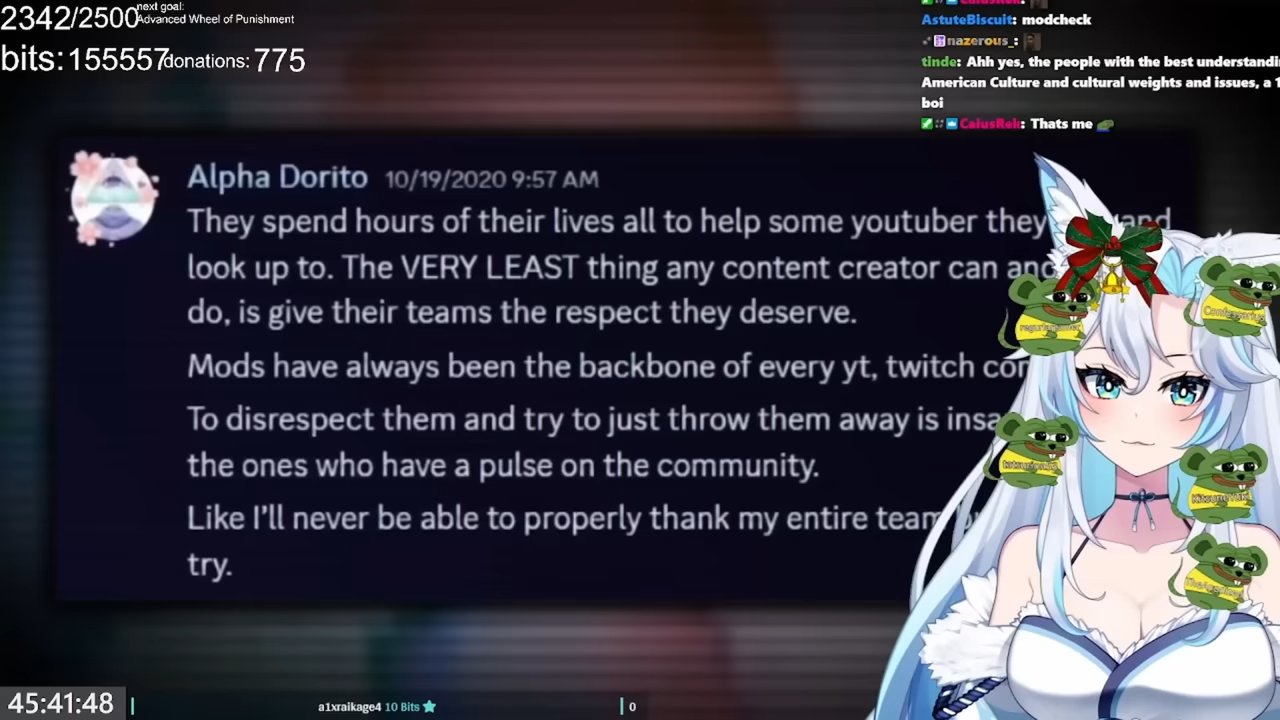 2342/2500
next goal:
Advanced Wheel of Punishment
bits:155557
donations: 775
AstuteBiscuit: modcheck
nazerous_:
tinde: Ahh yes, the people with the best
American Culture and cultural weights and issues, a
boi
CaiusRek: Thats me
Alpha Dorito 10/19/2020 9:57 AM
They spend hours of their lives all to help some youtuber they and
look up to. The VERY LEAST thing any content creator can
do, is give their teams the respect they deserve.
Mods have always been the backbone of every yt, twitch
To disrespect them and try to just throw them away is
the ones who have a pulse on the community.
Like I'll never be able to properly thank my entire team
try.
Confessarius
KitsuneYuki
45:41:48
a1xraikage4 10 Bits
0